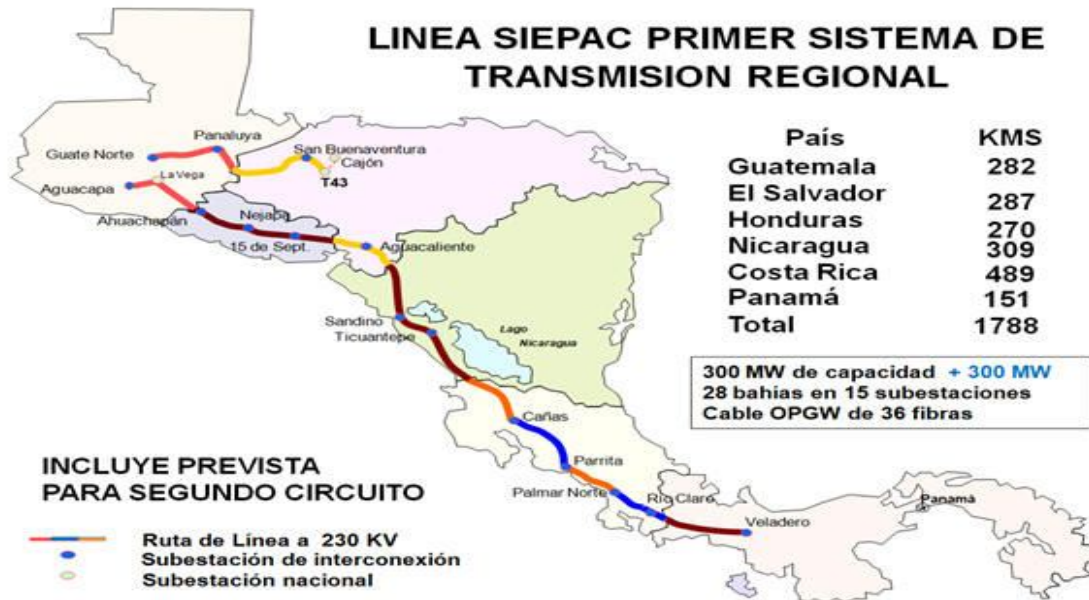 LINEA SIEPAC PRIMER SISTEMA DE
TRANSMISION REGIONAL
País KMS
Guatemala 282
El Salvador 287
Honduras 270
Nicaragua 309
Costa Rica 489
Panamá 151
Total 1788
300 MW de capacidad + 300 MW
28 bahías en 15 subestaciones
Cable OPGW de 36 fibras
Panaluya
Guate Norte
San Buenaventura
Cajón
T43
La Vega
Aguacapa
Ahuachapán
Nejapa
15 de Sept.
Aguacaliente
Sandino
Ticuantepe
Lago
Nicaragua
Cañas
Parrita
Palmar Norte
Río Claro
Veladero
Panamá
INCLUYE PREVISTA
PARA SEGUNDO CIRCUITO
Ruta de Línea a 230 KV
Subestación de interconexión
Subestación nacional